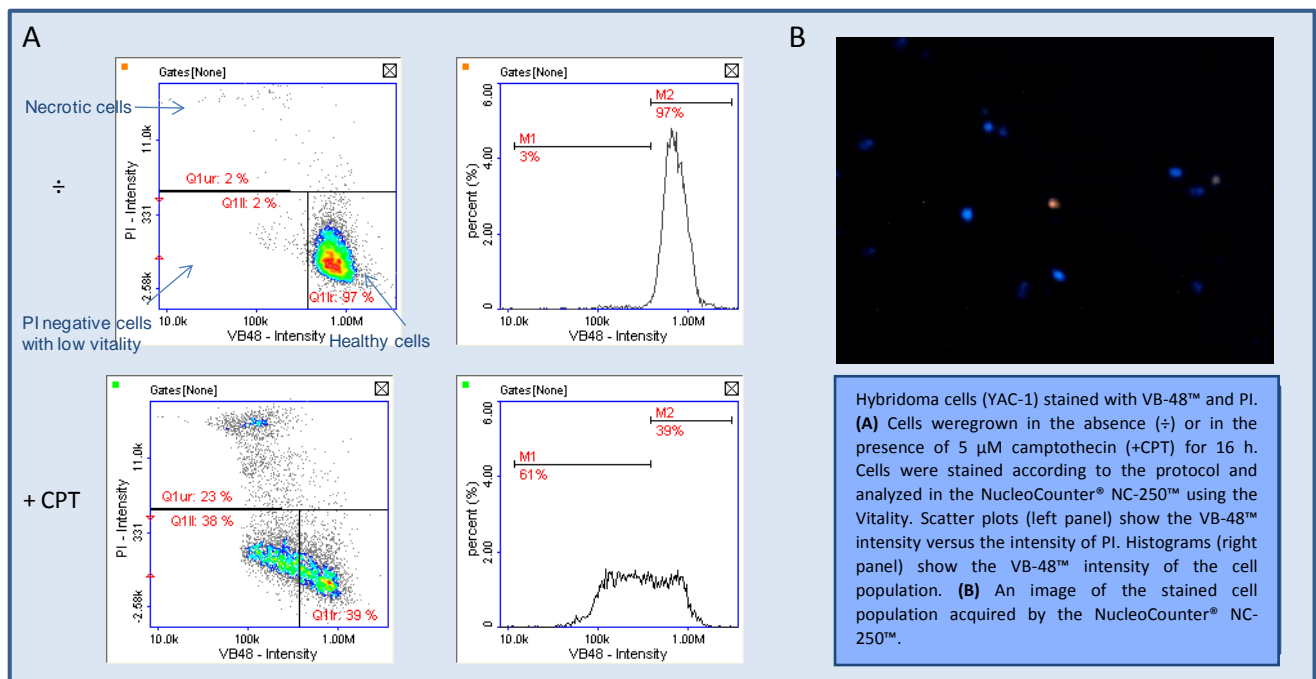 A
Gates [None]
Necrotic cells
11.0k
331
-2.58k
PI - Intensity
Q1ur: 2 %
Q1ll: 2 %
Q1lr: 97 %
10.0k 100k 1.00M
VB48 - Intensity
÷
PI negative cells
with low vitality
Healthy cells
Gates [None]
6.00
4.00
2.00
0
percent (%)
M2
97%
M1
3%
10.0k 100k 1.00M
VB48 - Intensity
+ CPT
Gates [None]
11.0k
331
-2.58k
PI - Intensity
Q1ur: 23 %
Q1ll: 38 %
Q1lr: 39 %
10.0k 100k 1.00M
VB48 - Intensity
Gates [None]
6.00
4.00
2.00
0
percent (%)
M2
39%
M1
61%
10.0k 100k 1.00M
VB48 - Intensity
B
Hybridoma cells (YAC-1) stained with VB-48™ and PI.
(A) Cells weregrown in the absence (÷) or in the
presence of 5 µM camptothecin (+CPT) for 16 h.
Cells were stained according to the protocol and
analyzed in the NucleoCounter® NC-250™ using the
Vitality. Scatter plots (left panel) show the VB-48™
intensity versus the intensity of PI. Histograms (right
panel) show the VB-48™ intensity of the cell
population. (B) An image of the stained cell
population acquired by the NucleoCounter® NC-
250™.